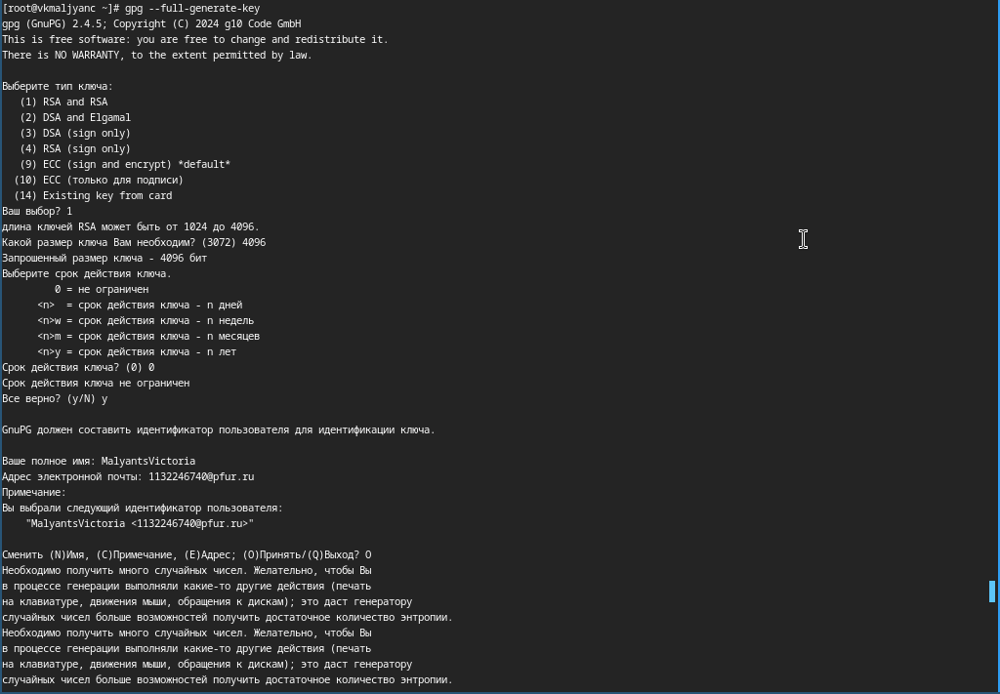 [root@vkmaljyanc ~]# gpg --full-generate-key
gpg (GnuPG) 2.4.5; Copyright (C) 2024 g10 Code GmbH
This is free software: you are free to change and redistribute it.
There is NO WARRANTY, to the extent permitted by law.

Выберите тип ключа:
   (1) RSA and RSA
   (2) DSA and Elgamal
   (3) DSA (sign only)
   (4) RSA (sign only)
   (9) ECC (sign and encrypt) *default*
  (10) ECC (только для подписи)
  (14) Existing key from card
Ваш выбор? 1
длина ключей RSA может быть от 1024 до 4096.
Какой размер ключа Вам необходим? (3072) 4096
Запрошенный размер ключа - 4096 бит
Выберите срок действия ключа.
         0 = не ограничен
      <n>  = срок действия ключа - n дней
      <n>w = срок действия ключа - n недель
      <n>m = срок действия ключа - n месяцев
      <n>y = срок действия ключа - n лет
Срок действия ключа? (0) 0
Срок действия ключа не ограничен
Все верно? (y/N) y

GnuPG должен составить идентификатор пользователя для идентификации ключа.

Ваше полное имя: MalyantsVictoria
Адрес электронной почты: 1132246740@pfur.ru
Примечание:
Вы выбрали следующий идентификатор пользователя:
    "MalyantsVictoria <1132246740@pfur.ru>"

Сменить (N)Имя, (C)Примечание, (E)Адрес; (O)Принять/(Q)Выход? O
Необходимо получить много случайных чисел. Желательно, чтобы Вы
в процессе генерации выполняли какие-то другие действия (печать
на клавиатуре, движения мыши, обращения к дискам); это даст генератору
случайных чисел больше возможностей получить достаточное количество энтропии.
Необходимо получить много случайных чисел. Желательно, чтобы Вы
в процессе генерации выполняли какие-то другие действия (печать
на клавиатуре, движения мыши, обращения к дискам); это даст генератору
случайных чисел больше возможностей получить достаточное количество энтропии.